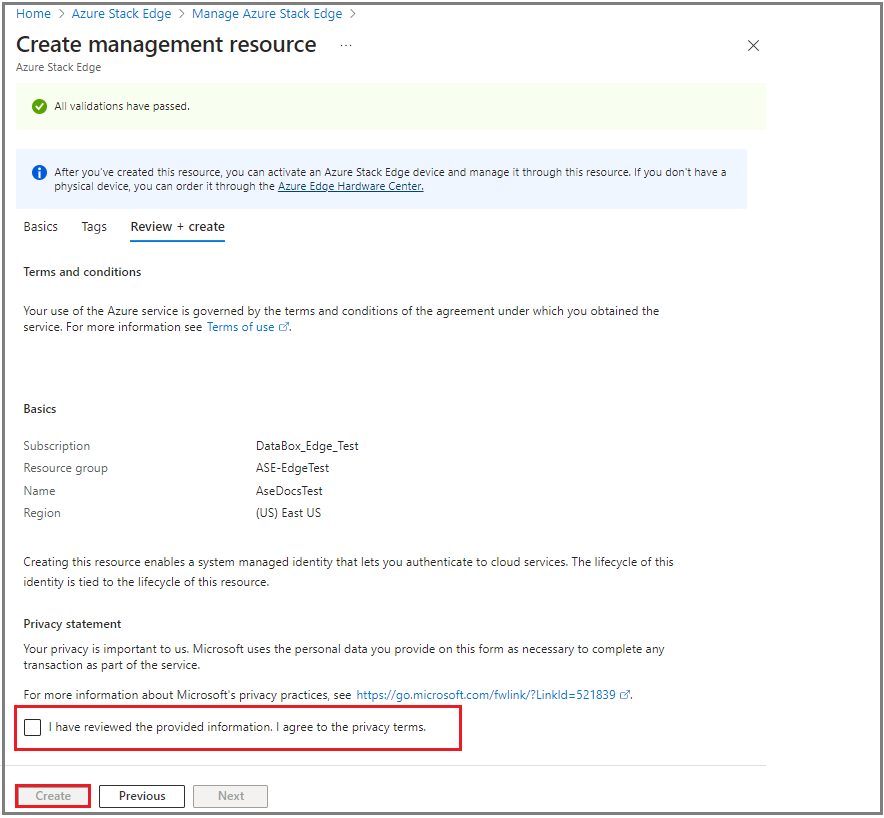 Home > Azure Stack Edge > Manage Azure Stack Edge >
Create management resource ...
Azure Stack Edge
All validations have passed.
After you've created this resource, you can activate an Azure Stack Edge device and manage it through this resource. If you don't have a
physical device, you can order it through the Azure Edge Hardware Center.
Basics Tags Review + create
Terms and conditions
Your use of the Azure service is governed by the terms and conditions of the agreement under which you obtained the
service. For more information see Terms of use.
Basics
Subscription DataBox_Edge_Test
Resource group ASE-EdgeTest
Name AseDocsTest
Region (US) East US
Creating this resource enables a system managed identity that lets you authenticate to cloud services. The lifecycle of this
identity is tied to the lifecycle of this resource.
Privacy statement
Your privacy is important to us. Microsoft uses the personal data you provide on this form as necessary to complete any
transaction as part of the service.
For more information about Microsoft's privacy practices, see https://go.microsoft.com/fwlink/?LinkId=521839.
I have reviewed the provided information. I agree to the privacy terms.
Create Previous Next